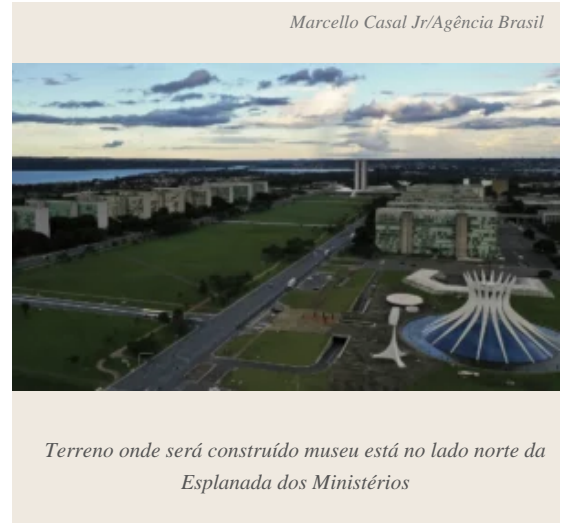 Marcello Casal Jr/Agência Brasil
Terreno onde será construído museu está no lado norte da
Esplanada dos Ministérios